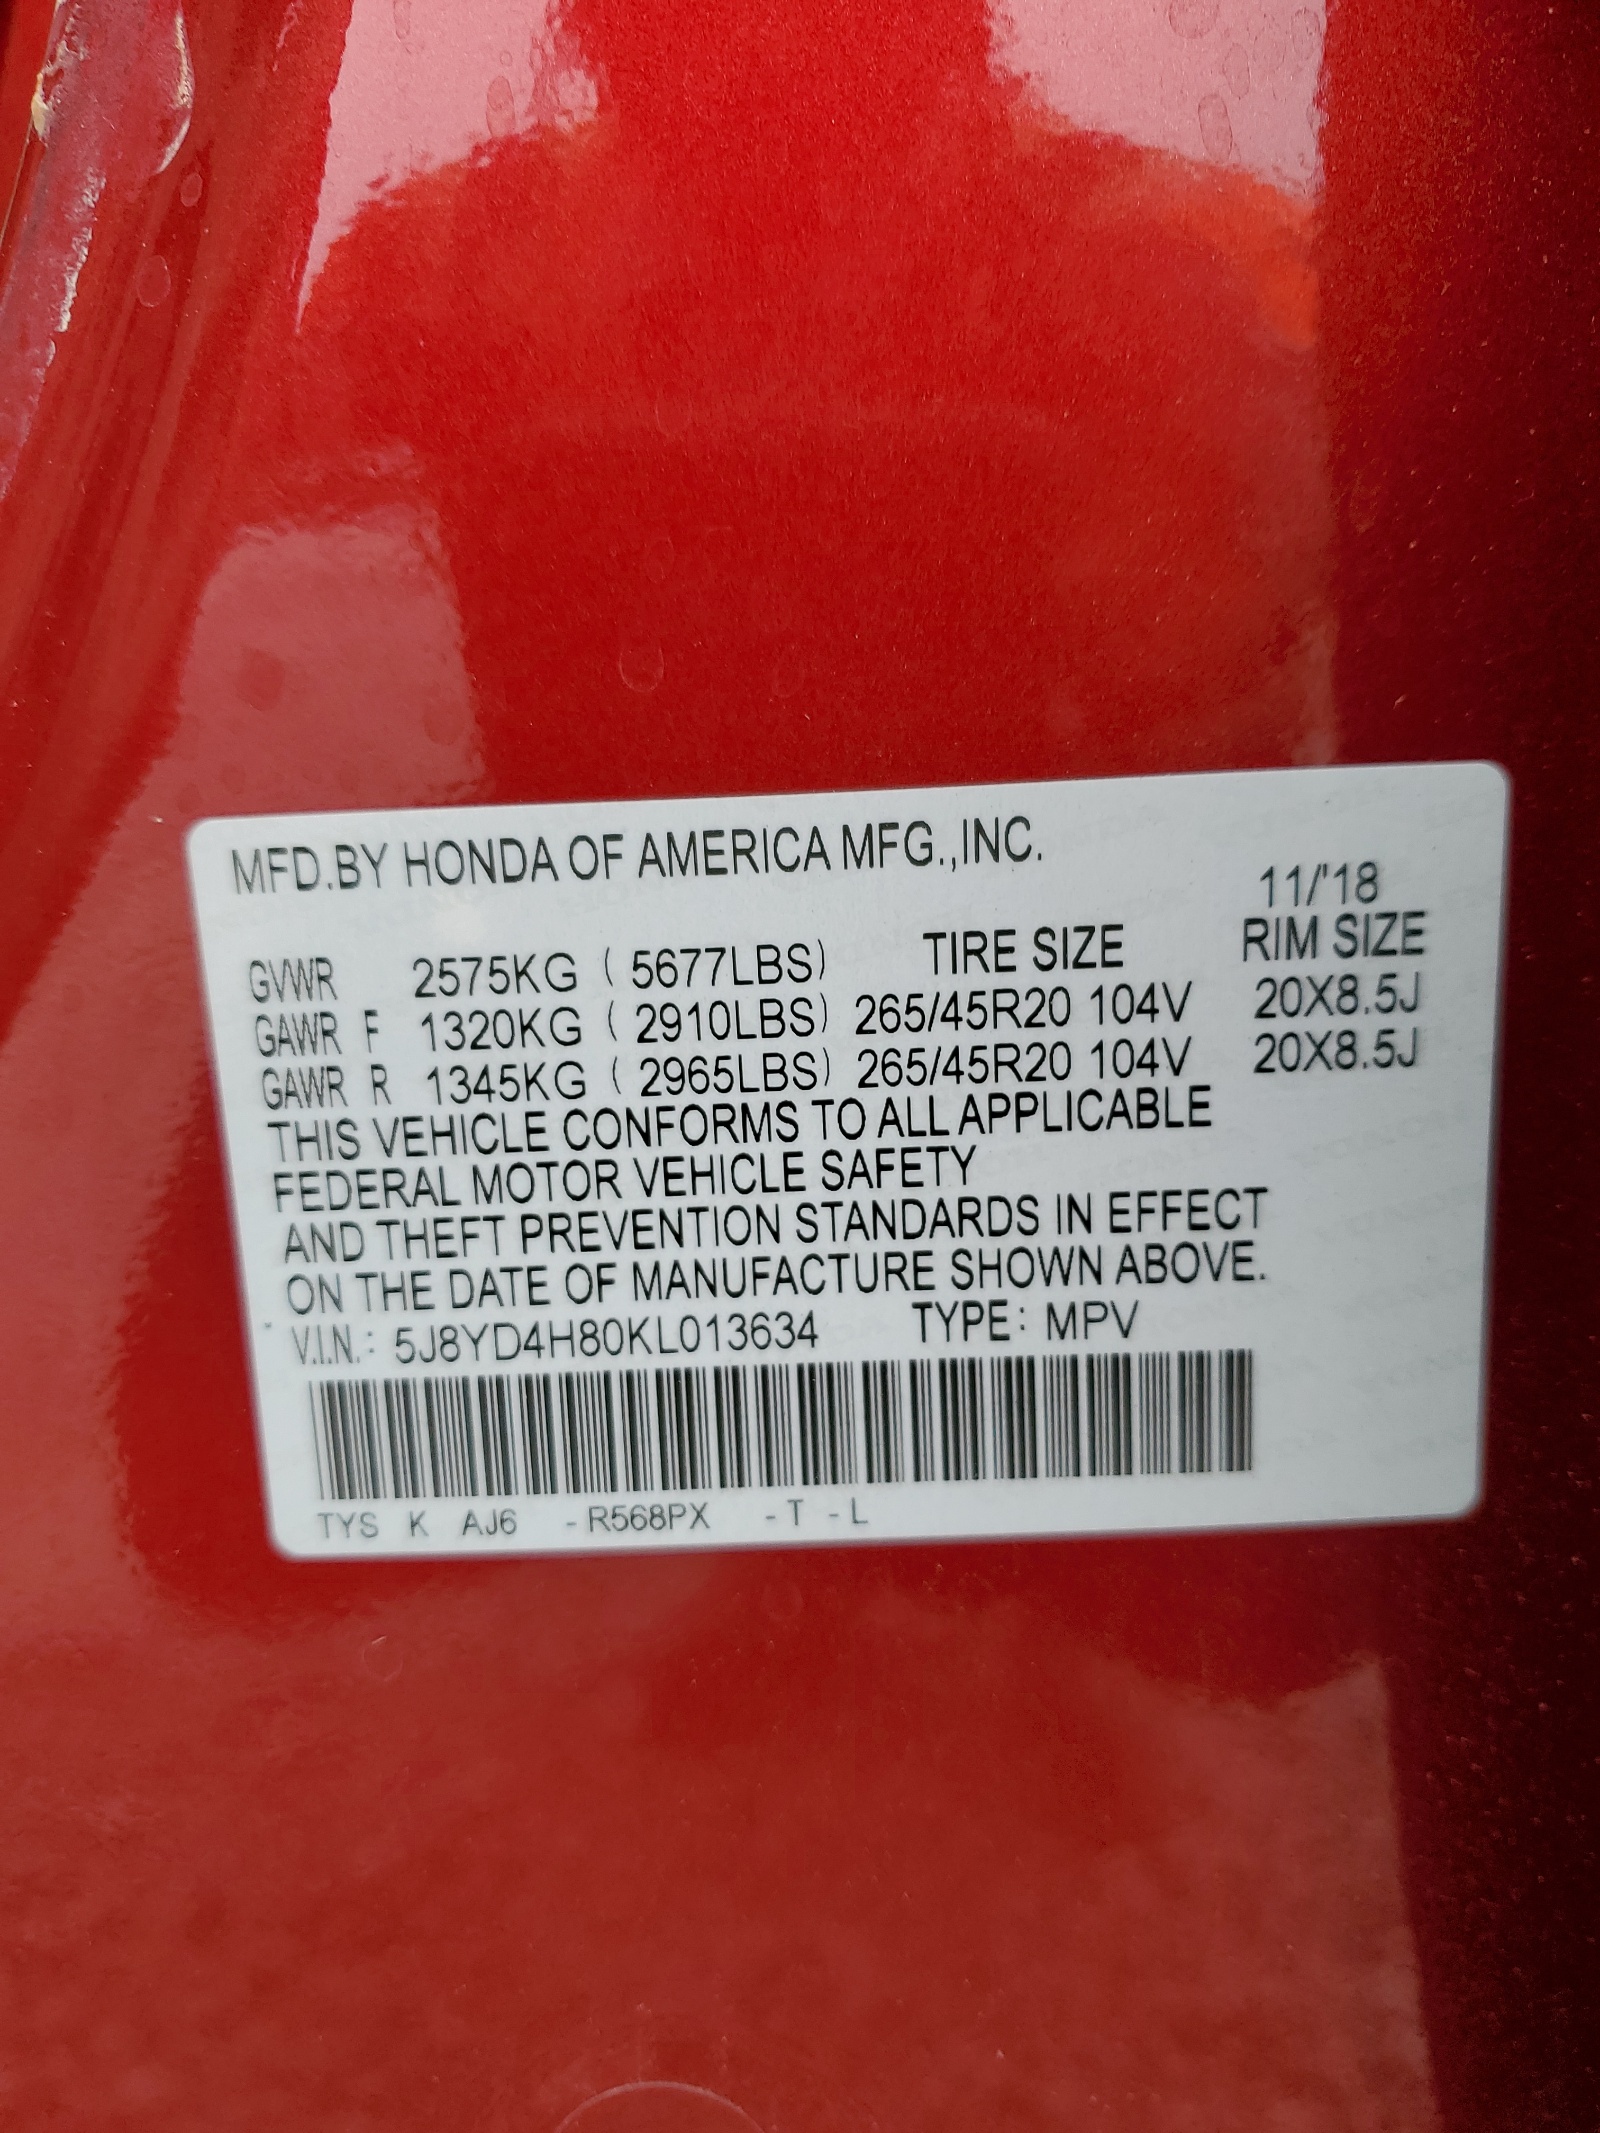 MFD.BY HONDA OF AMERICA MFG.,INC.
11/'18
GVWR 2575KG ( 5677LBS) TIRE SIZE RIM SIZE
GAWR F 1320KG ( 2910LBS) 265/45R20 104V 20X8.5J
GAWR R 1345KG ( 2965LBS) 265/45R20 104V 20X8.5J
THIS VEHICLE CONFORMS TO ALL APPLICABLE
FEDERAL MOTOR VEHICLE SAFETY
AND THEFT PREVENTION STANDARDS IN EFFECT
ON THE DATE OF MANUFACTURE SHOWN ABOVE.
V.I.N.: 5J8YD4H80KL013634 TYPE: MPV
TYS K AJ6 -R568PX -T -L